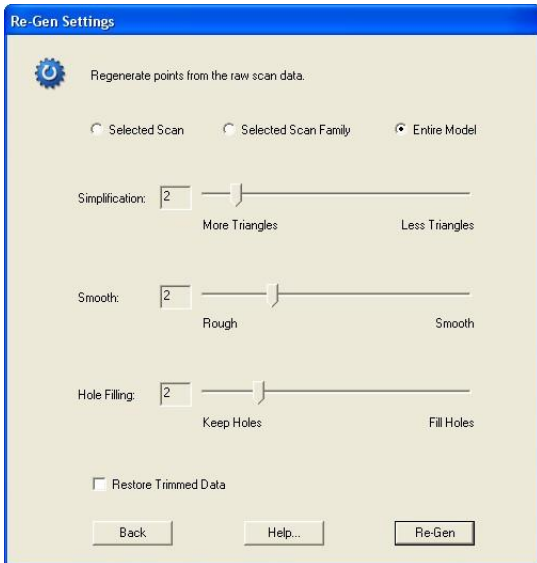 Re-Gen Settings
Regenerate points from the raw scan data.
Selected Scan Selected Scan Family Entire Model
Simplification: 2
More Triangles Less Triangles
Smooth: 2
Rough Smooth
Hole Filling: 2
Keep Holes Fill Holes
Restore Trimmed Data
Back Help... Re-Gen